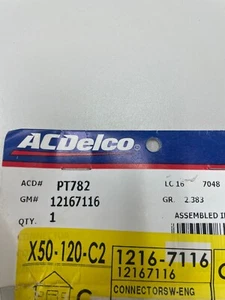 ACDelco
ACD# PT782 LC 16 7048
GM# 12167116 GR. 2.383
QTY. 1 ASSEMBLED IN
X50-120-C2 1216-7116
12167116
CONNECTORSW-ENG